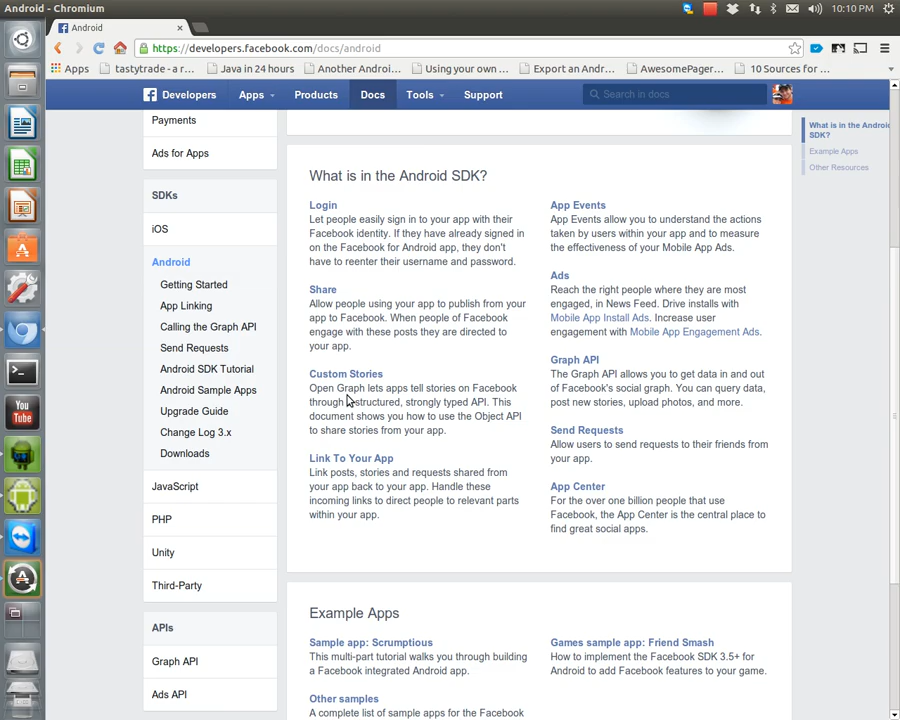 Android - Chromium
10:10 PM
Android
https://developers.facebook.com/docs/android
Apps
tastytrade - a r...
Java in 24 hours
Another Androi...
Using your own ...
Export an Andr...
AwesomePager...
10 Sources for ...
Developers
Apps
Products
Docs
Tools
Support
Search in docs
Payments
Ads for Apps
SDKs
iOS
Android
Getting Started
App Linking
Calling the Graph API
Send Requests
Android SDK Tutorial
Android Sample Apps
Upgrade Guide
Change Log 3.x
Downloads
JavaScript
PHP
Unity
Third-Party
APIs
Graph API
Ads API
What is in the Android SDK?
Login
Let people easily sign in to your app with their
Facebook identity. If they have already signed in
on the Facebook for Android app, they don't
have to reenter their username and password.
Share
Allow people using your app to publish from your
app to Facebook. When people of Facebook
engage with these posts they are directed to
your app.
Custom Stories
Open Graph lets apps tell stories on Facebook
through structured, strongly typed API. This
document shows you how to use the Object API
to share stories from your app.
Link To Your App
Link posts, stories and requests shared from
your app back to your app. Handle these
incoming links to direct people to relevant parts
within your app.
App Events
App Events allow you to understand the actions
taken by users within your app and to measure
the effectiveness of your Mobile App Ads.
Ads
Reach the right people where they are most
engaged, in News Feed. Drive installs with
Mobile App Install Ads. Increase user
engagement with Mobile App Engagement Ads.
Graph API
The Graph API allows you to get data in and out
of Facebook's social graph. You can query data,
post new stories, upload photos, and more.
Send Requests
Allow users to send requests to their friends from
your app.
App Center
For the over one billion people that use
Facebook, the App Center is the central place to
find great social apps.
Example Apps
Sample app: Scrumptious
This multi-part tutorial walks you through building
a Facebook integrated Android app.
Other samples
A complete list of sample apps for the Facebook
Games sample app: Friend Smash
How to implement the Facebook SDK 3.5+ for
Android to add Facebook features to your game.
What is in the Android
SDK?
Example Apps
Other Resources
You
Tube